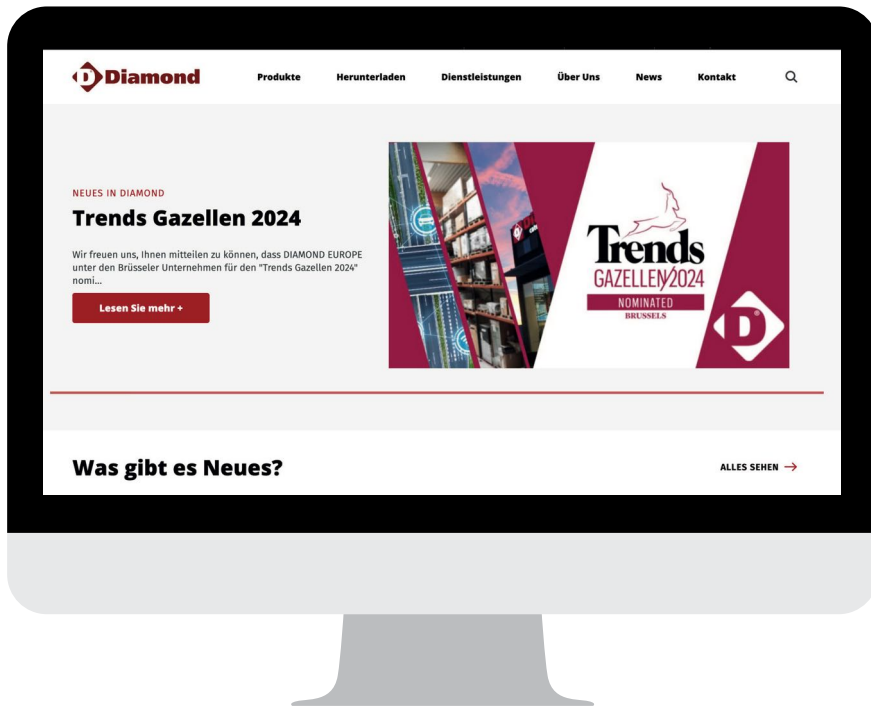 Diamond
Produkte Herunterladen Dienstleistungen Über Uns News Kontakt
NEUES IN DIAMOND
Trends Gazellen 2024
Wir freuen uns, Ihnen mitteilen zu können, dass DIAMOND EUROPE
unter den Brüsseler Unternehmen für den "Trends Gazellen 2024"
nomi...
Lesen Sie mehr +
Trends
GAZELLEN/2024
NOMINATED
BRUSSELS
D
Was gibt es Neues?
ALLES SEHEN →